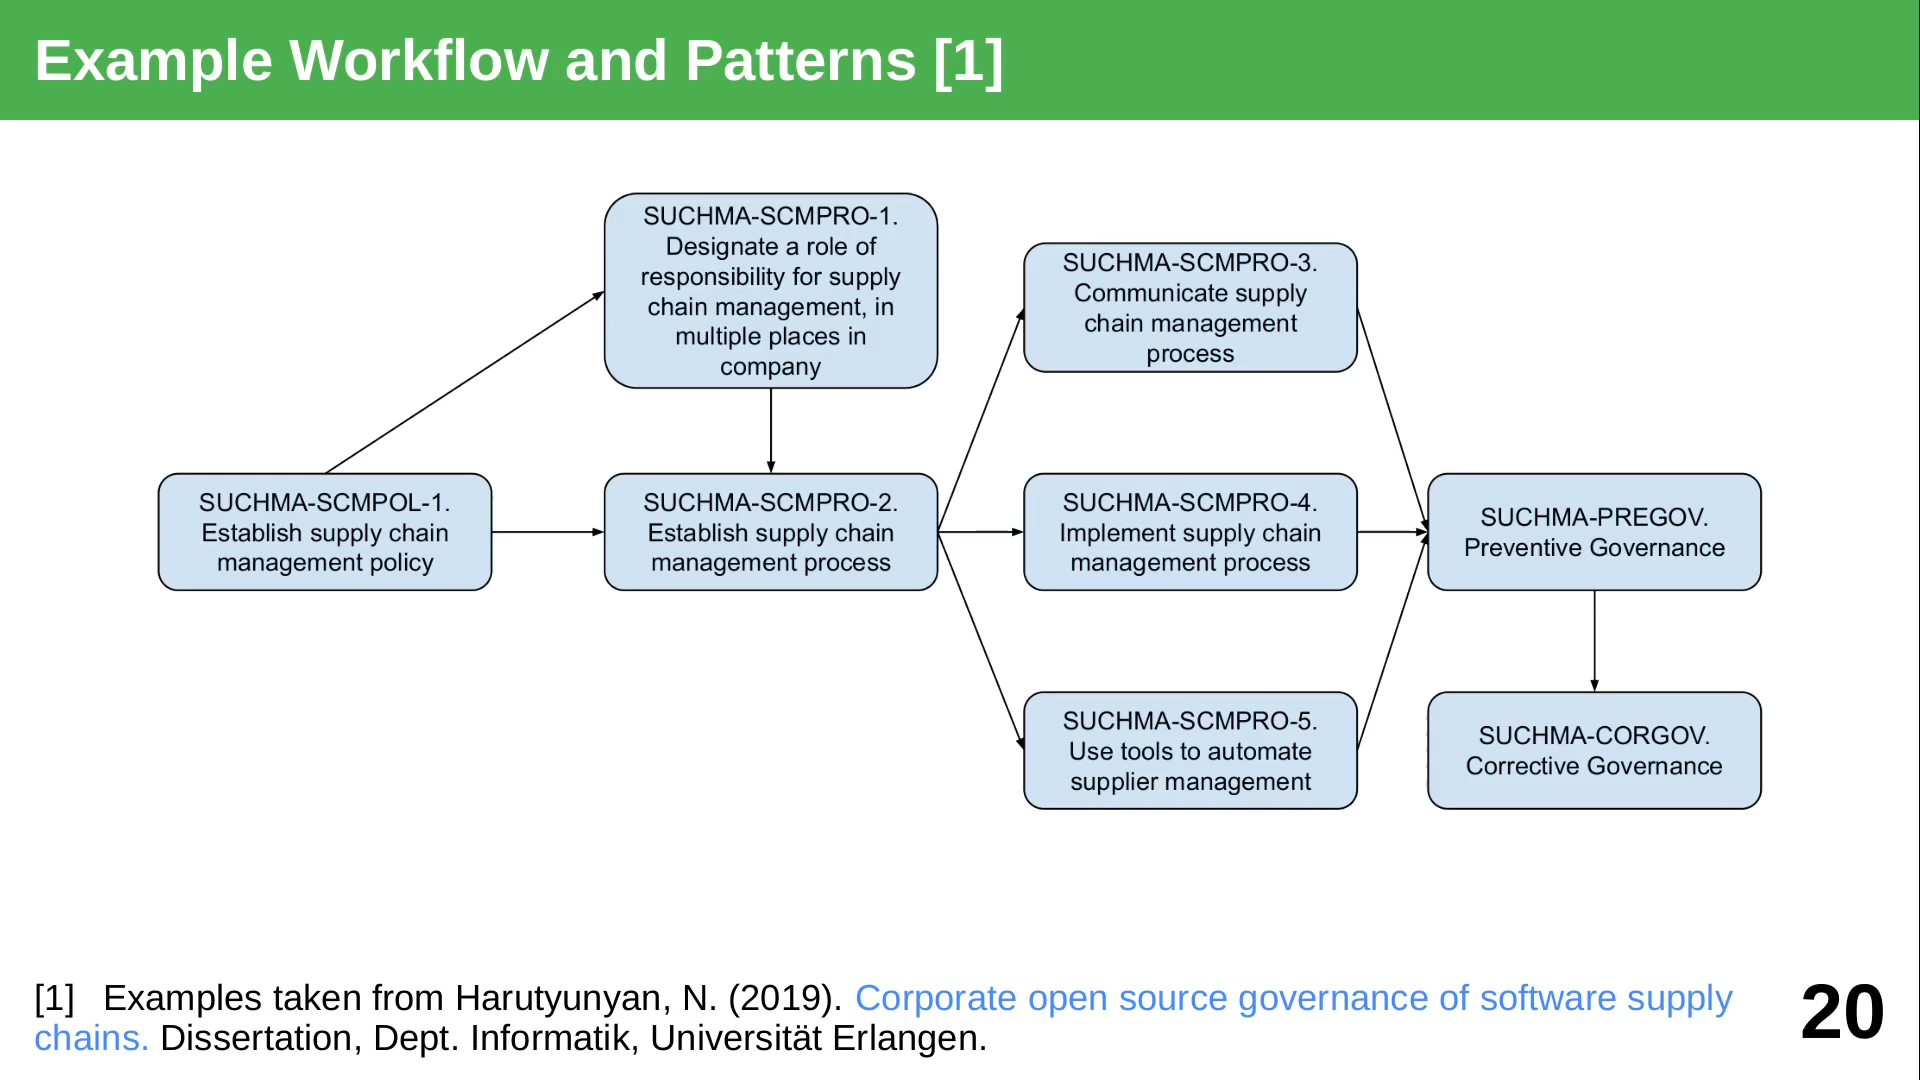 Example Workflow and Patterns [1]
SUCHMA-SCMPRO-1.
Designate a role of
responsibility for supply
chain management, in
multiple places in
company
SUCHMA-SCMPRO-3.
Communicate supply
chain management
process
SUCHMA-SCMPOL-1.
Establish supply chain
management policy
SUCHMA-SCMPRO-2.
Establish supply chain
management process
SUCHMA-SCMPRO-4.
Implement supply chain
management process
SUCHMA-PREGOV.
Preventive Governance
SUCHMA-SCMPRO-5.
Use tools to automate
supplier management
SUCHMA-CORGOV.
Corrective Governance
[1] Examples taken from Harutyunyan, N. (2019). Corporate open source governance of software supply
chains. Dissertation, Dept. Informatik, Universität Erlangen.
20